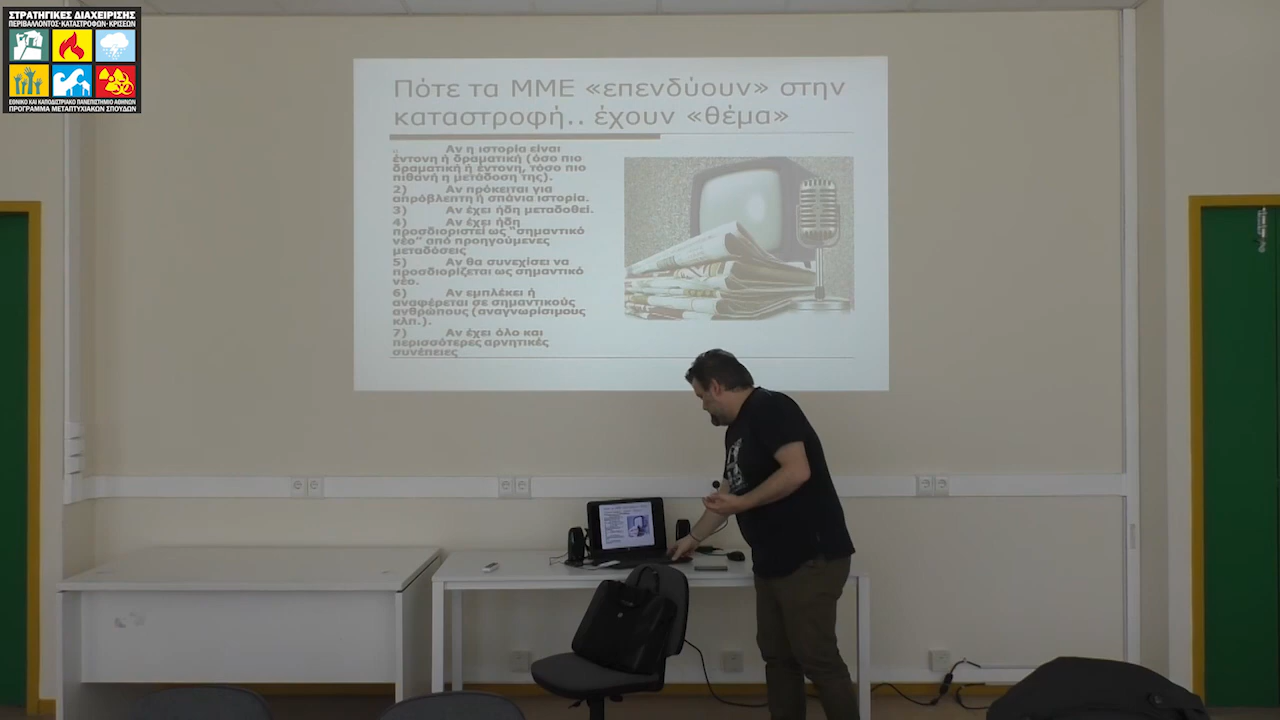 ΣΤΡΑΤΗΓΙΚΕΣ ΔΙΑΧΕΙΡΙΣΗΣ
ΠΕΡΙΒΑΛΛΟΝΤΟΣ· ΚΑΤΑΣΤΡΟΦΩΝ· ΚΡΙΣΕΩΝ
ΕΘΝΙΚΟ ΚΑΙ ΚΑΠΟΔΙΣΤΡΙΑΚΟ ΠΑΝΕΠΙΣΤΗΜΙΟ ΑΘΗΝΩΝ
ΠΡΟΓΡΑΜΜΑ ΜΕΤΑΠΤΥΧΙΑΚΩΝ ΣΠΟΥΔΩΝ
Πότε τα ΜΜΕ «επενδύουν» στην
καταστροφή.. έχουν «θέμα»
Αν η ιστορία είναι
έντονη ή δραματική (όσο πιο
δραματική ή έντονη, τόσο πιο
πιθανή η μετάδοση της).
2) Αν πρόκειται για
απρόβλεπτη ή σπάνια ιστορία.
3) Αν έχει ήδη μεταδοθεί.
4) Αν έχει ήδη
προσδιοριστεί ως "σημαντικό
νέο" από προηγούμενες
μεταδόσεις
5) Αν θα συνεχίσει να
προσδιορίζεται ως σημαντικό
νέο.
6) Αν εμπλέκει ή
αναφέρεται σε σημαντικούς
ανθρώπους (αναγνωρίσιμους
κλπ.).
7) Αν έχει όλο και
περισσότερες αρνητικές
συνέπειες